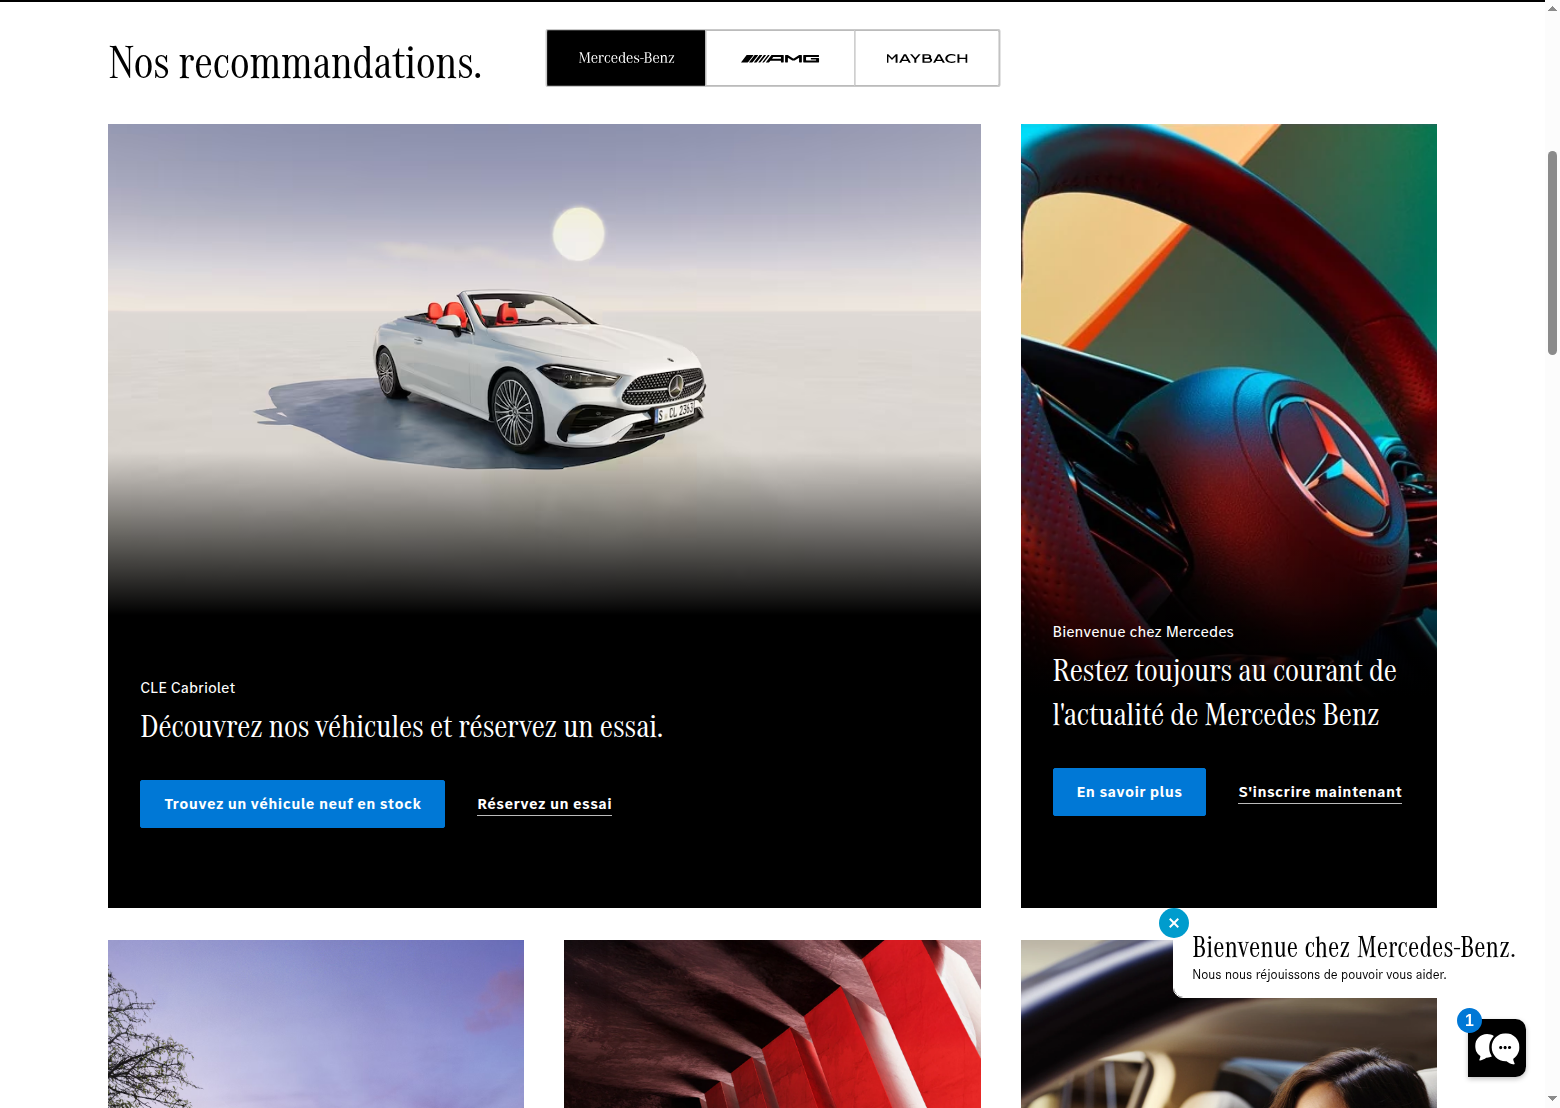 Nos recommandations.
Mercedes-Benz
AMG
MAYBACH
S CL 2363
CLE Cabriolet
Découvrez nos véhicules et réservez un essai.
Trouvez un véhicule neuf en stock
Réservez un essai
Bienvenue chez Mercedes
Restez toujours au courant de
l'actualité de Mercedes Benz
En savoir plus
S'inscrire maintenant
Bienvenue chez Mercedes-Benz.
Nous nous réjouissons de pouvoir vous aider.
1